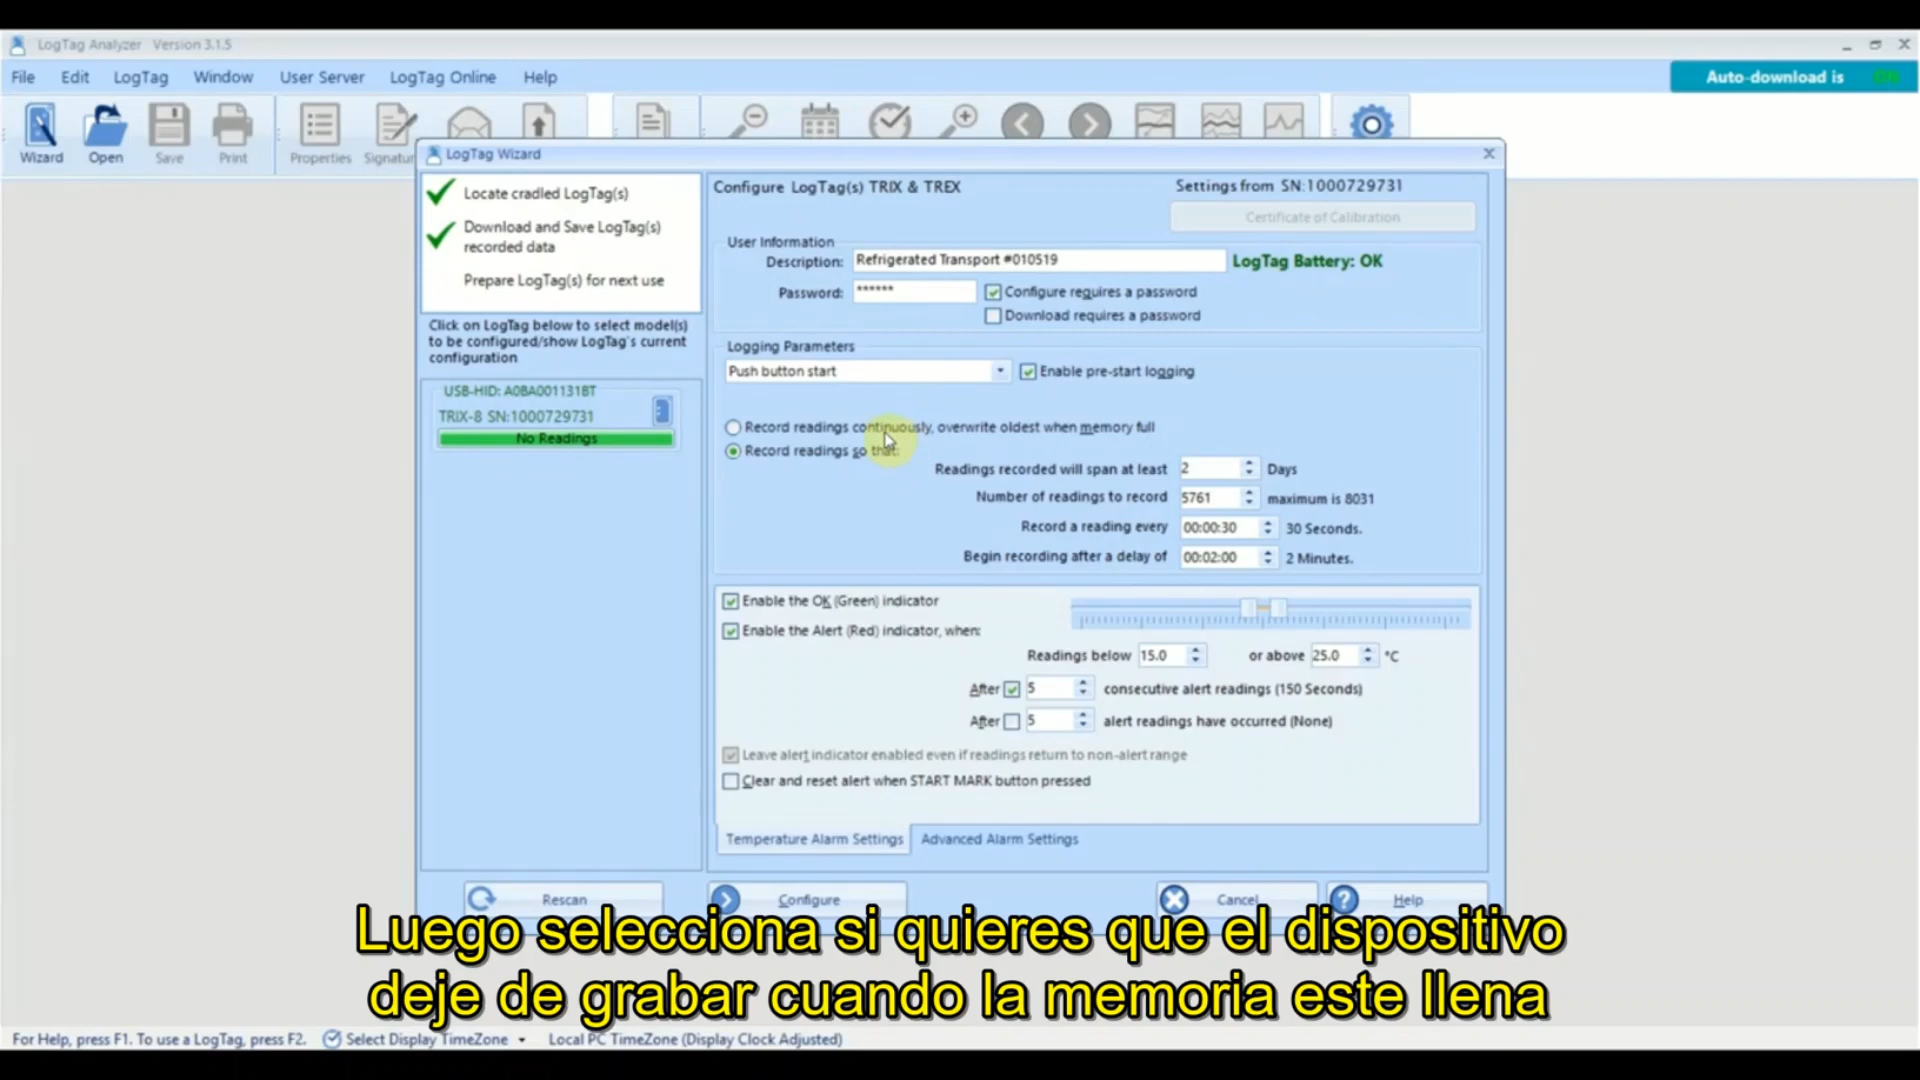 LogTag Analyzer Version 3.1.5
File Edit LogTag Window User Server LogTag Online Help
Auto-download is
Wizard Open Save Print Properties Signatur
LogTag Wizard
Locate cradled LogTag(s)
Download and Save LogTag(s)
recorded data
Prepare LogTag(s) for next use
Click on LogTag below to select model(s)
to be configured/show LogTag's current
configuration
USB-HID: A0BA001131BT
TRIX-8 SN:1000729731
No Readings
Configure LogTag(s) TRIX & TREX
Settings from SN:1000729731
Certificate of Calibration
User Information
Description: Refrigerated Transport #010519 LogTag Battery: OK
Password: ****** Configure requires a password
Download requires a password
Logging Parameters
Push button start Enable pre-start logging
Record readings continuously, overwrite oldest when memory full
Record readings so that:
Readings recorded will span at least 2 Days
Number of readings to record 5761 maximum is 8031
Record a reading every 00:00:30 30 Seconds.
Begin recording after a delay of 00:02:00 2 Minutes.
Enable the OK (Green) indicator
Enable the Alert (Red) indicator, when:
Readings below 15.0 or above 25.0 °C
After 5 consecutive alert readings (150 Seconds)
After 5 alert readings have occurred (None)
Leave alert indicator enabled even if readings return to non-alert range
Clear and reset alert when START MARK button pressed
Temperature Alarm Settings Advanced Alarm Settings
Rescan Configure Cancel Help
Luego selecciona si quieres que el dispositivo
deje de grabar cuando la memoria este llena
For Help, press F1. To use a LogTag, press F2. Select Display TimeZone Local PC TimeZone (Display Clock Adjusted)